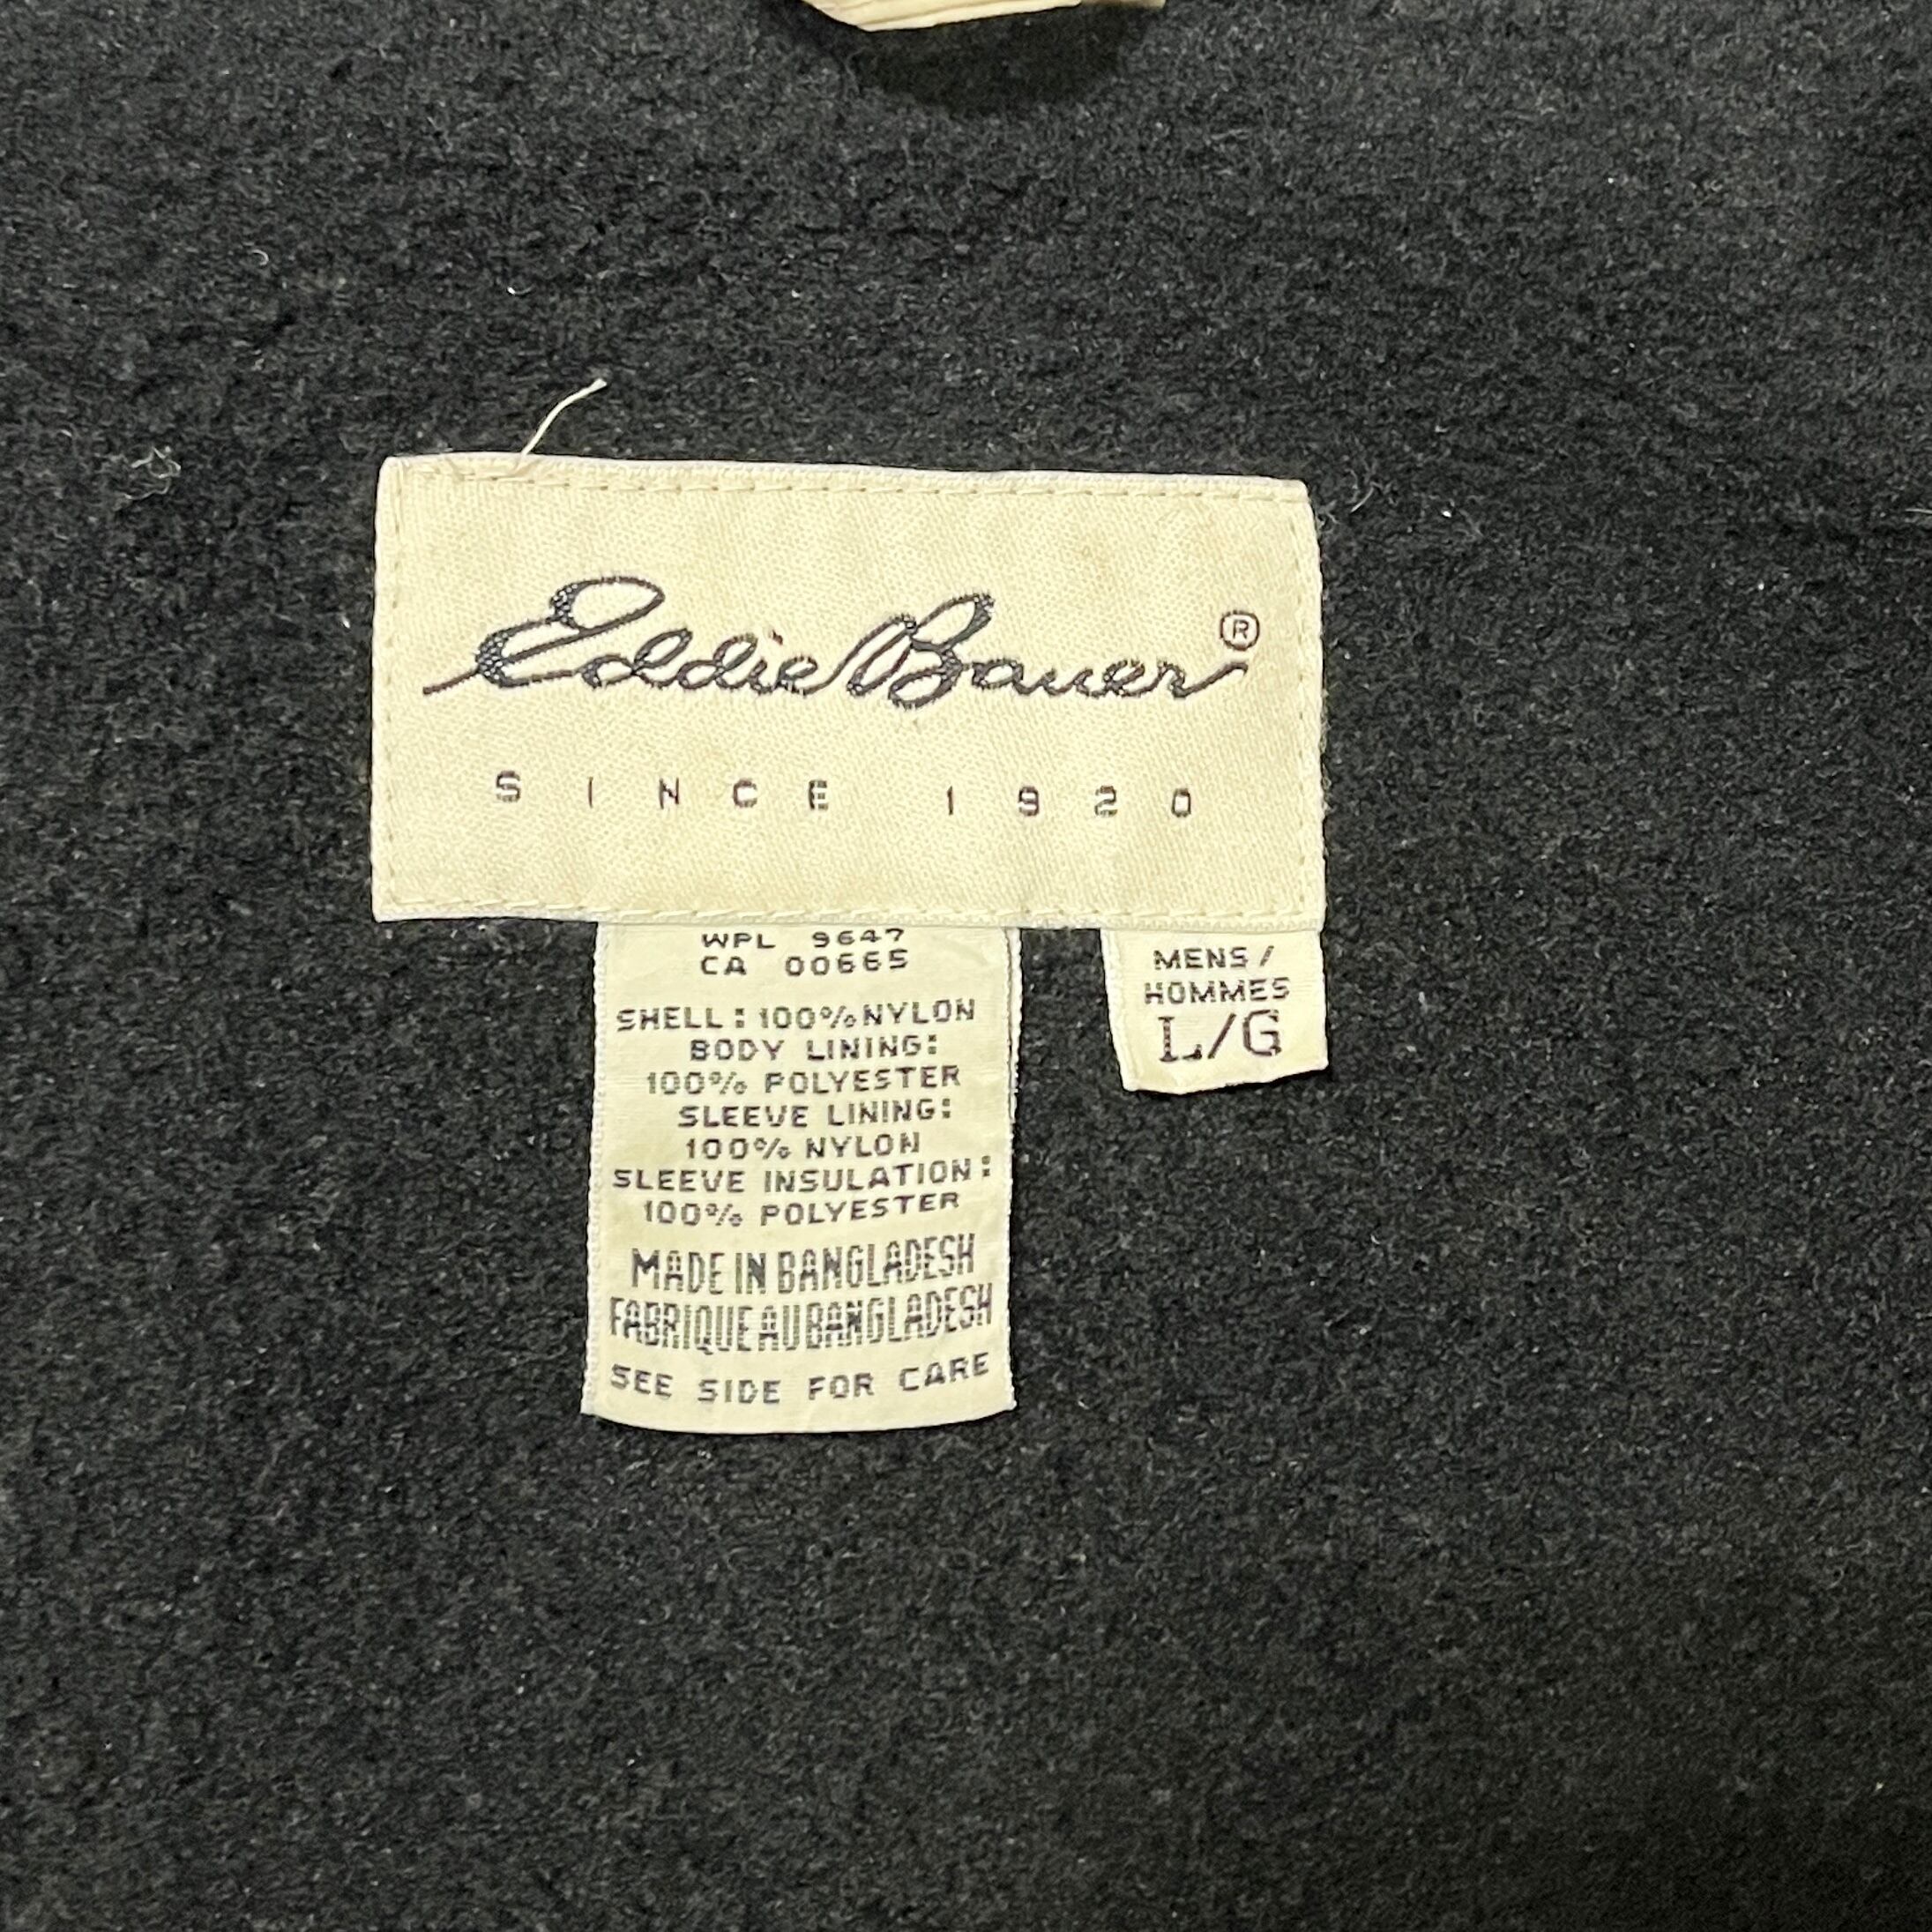 Eddie Bauer®
SINCE 1920
WPL 9647
CA 00665
SHELL: 100% NYLON
BODY LINING:
100% POLYESTER
SLEEVE LINING:
100% NYLON
SLEEVE INSULATION:
100% POLYESTER
MADE IN BANGLADESH
FABRIQUE AU BANGLADESH
SEE SIDE FOR CARE
MENS/
HOMMES
L/G